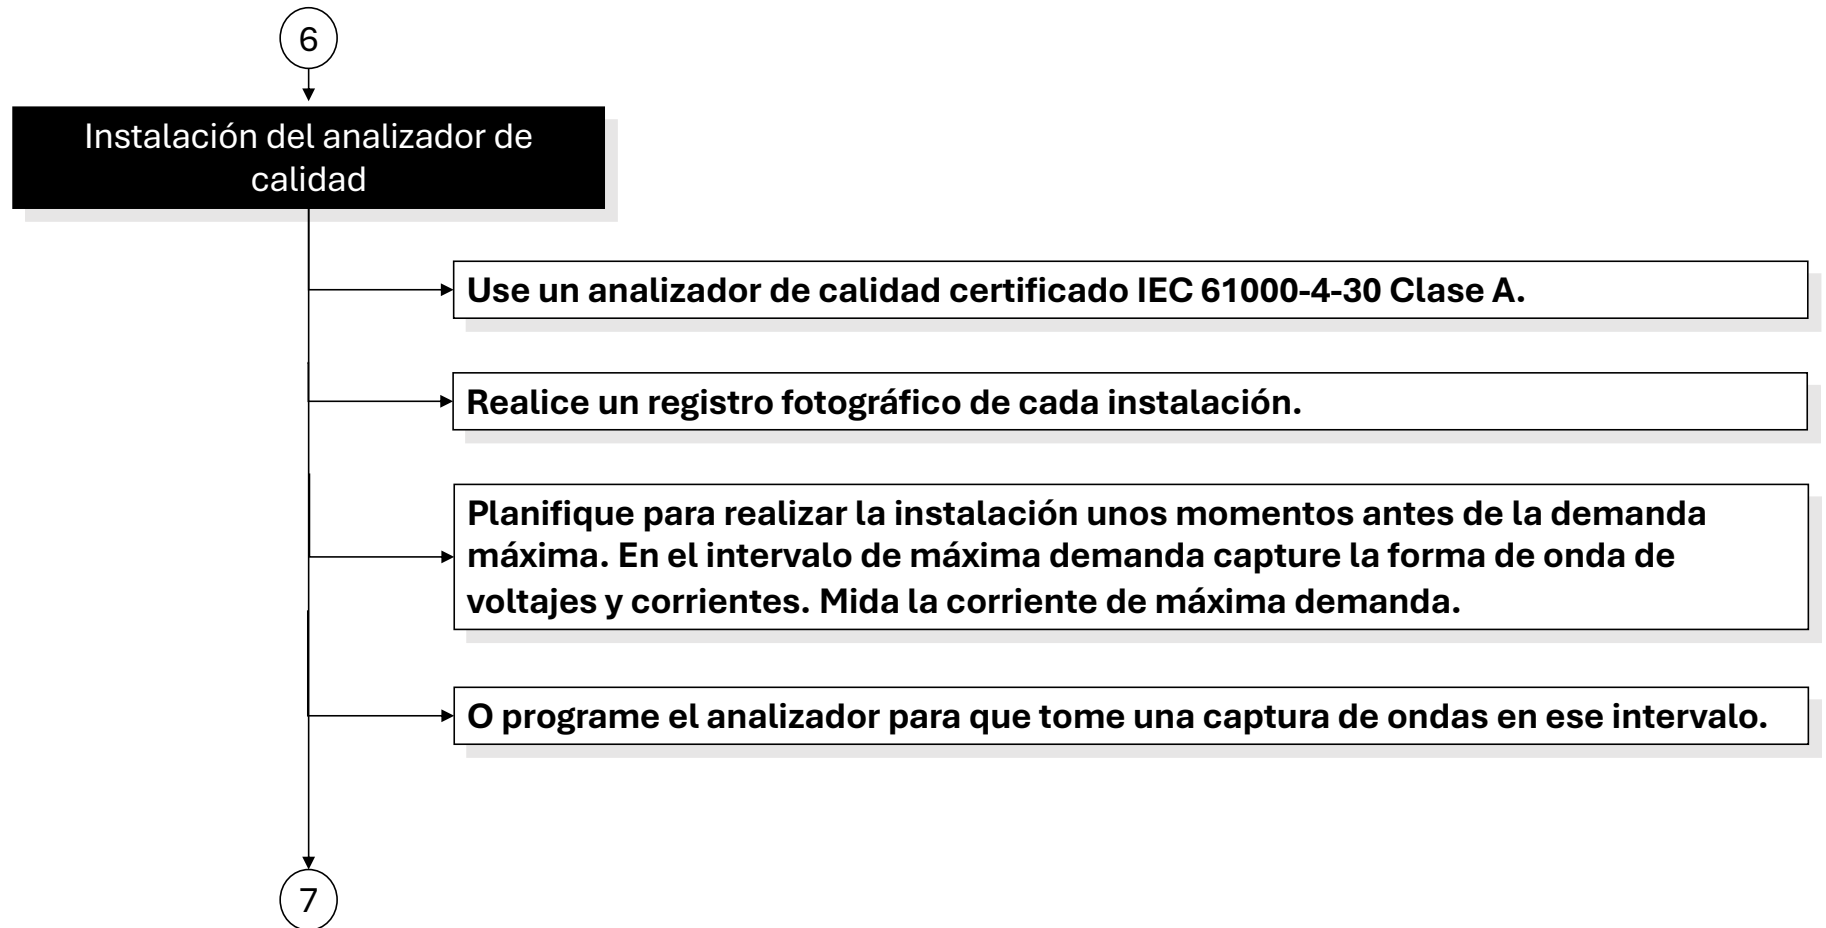 6
Instalación del analizador de
calidad
Use un analizador de calidad certificado IEC 61000-4-30 Clase A.
Realice un registro fotográfico de cada instalación.
Planifique para realizar la instalación unos momentos antes de la demanda
máxima. En el intervalo de máxima demanda capture la forma de onda de
voltajes y corrientes. Mida la corriente de máxima demanda.
O programe el analizador para que tome una captura de ondas en ese intervalo.
7